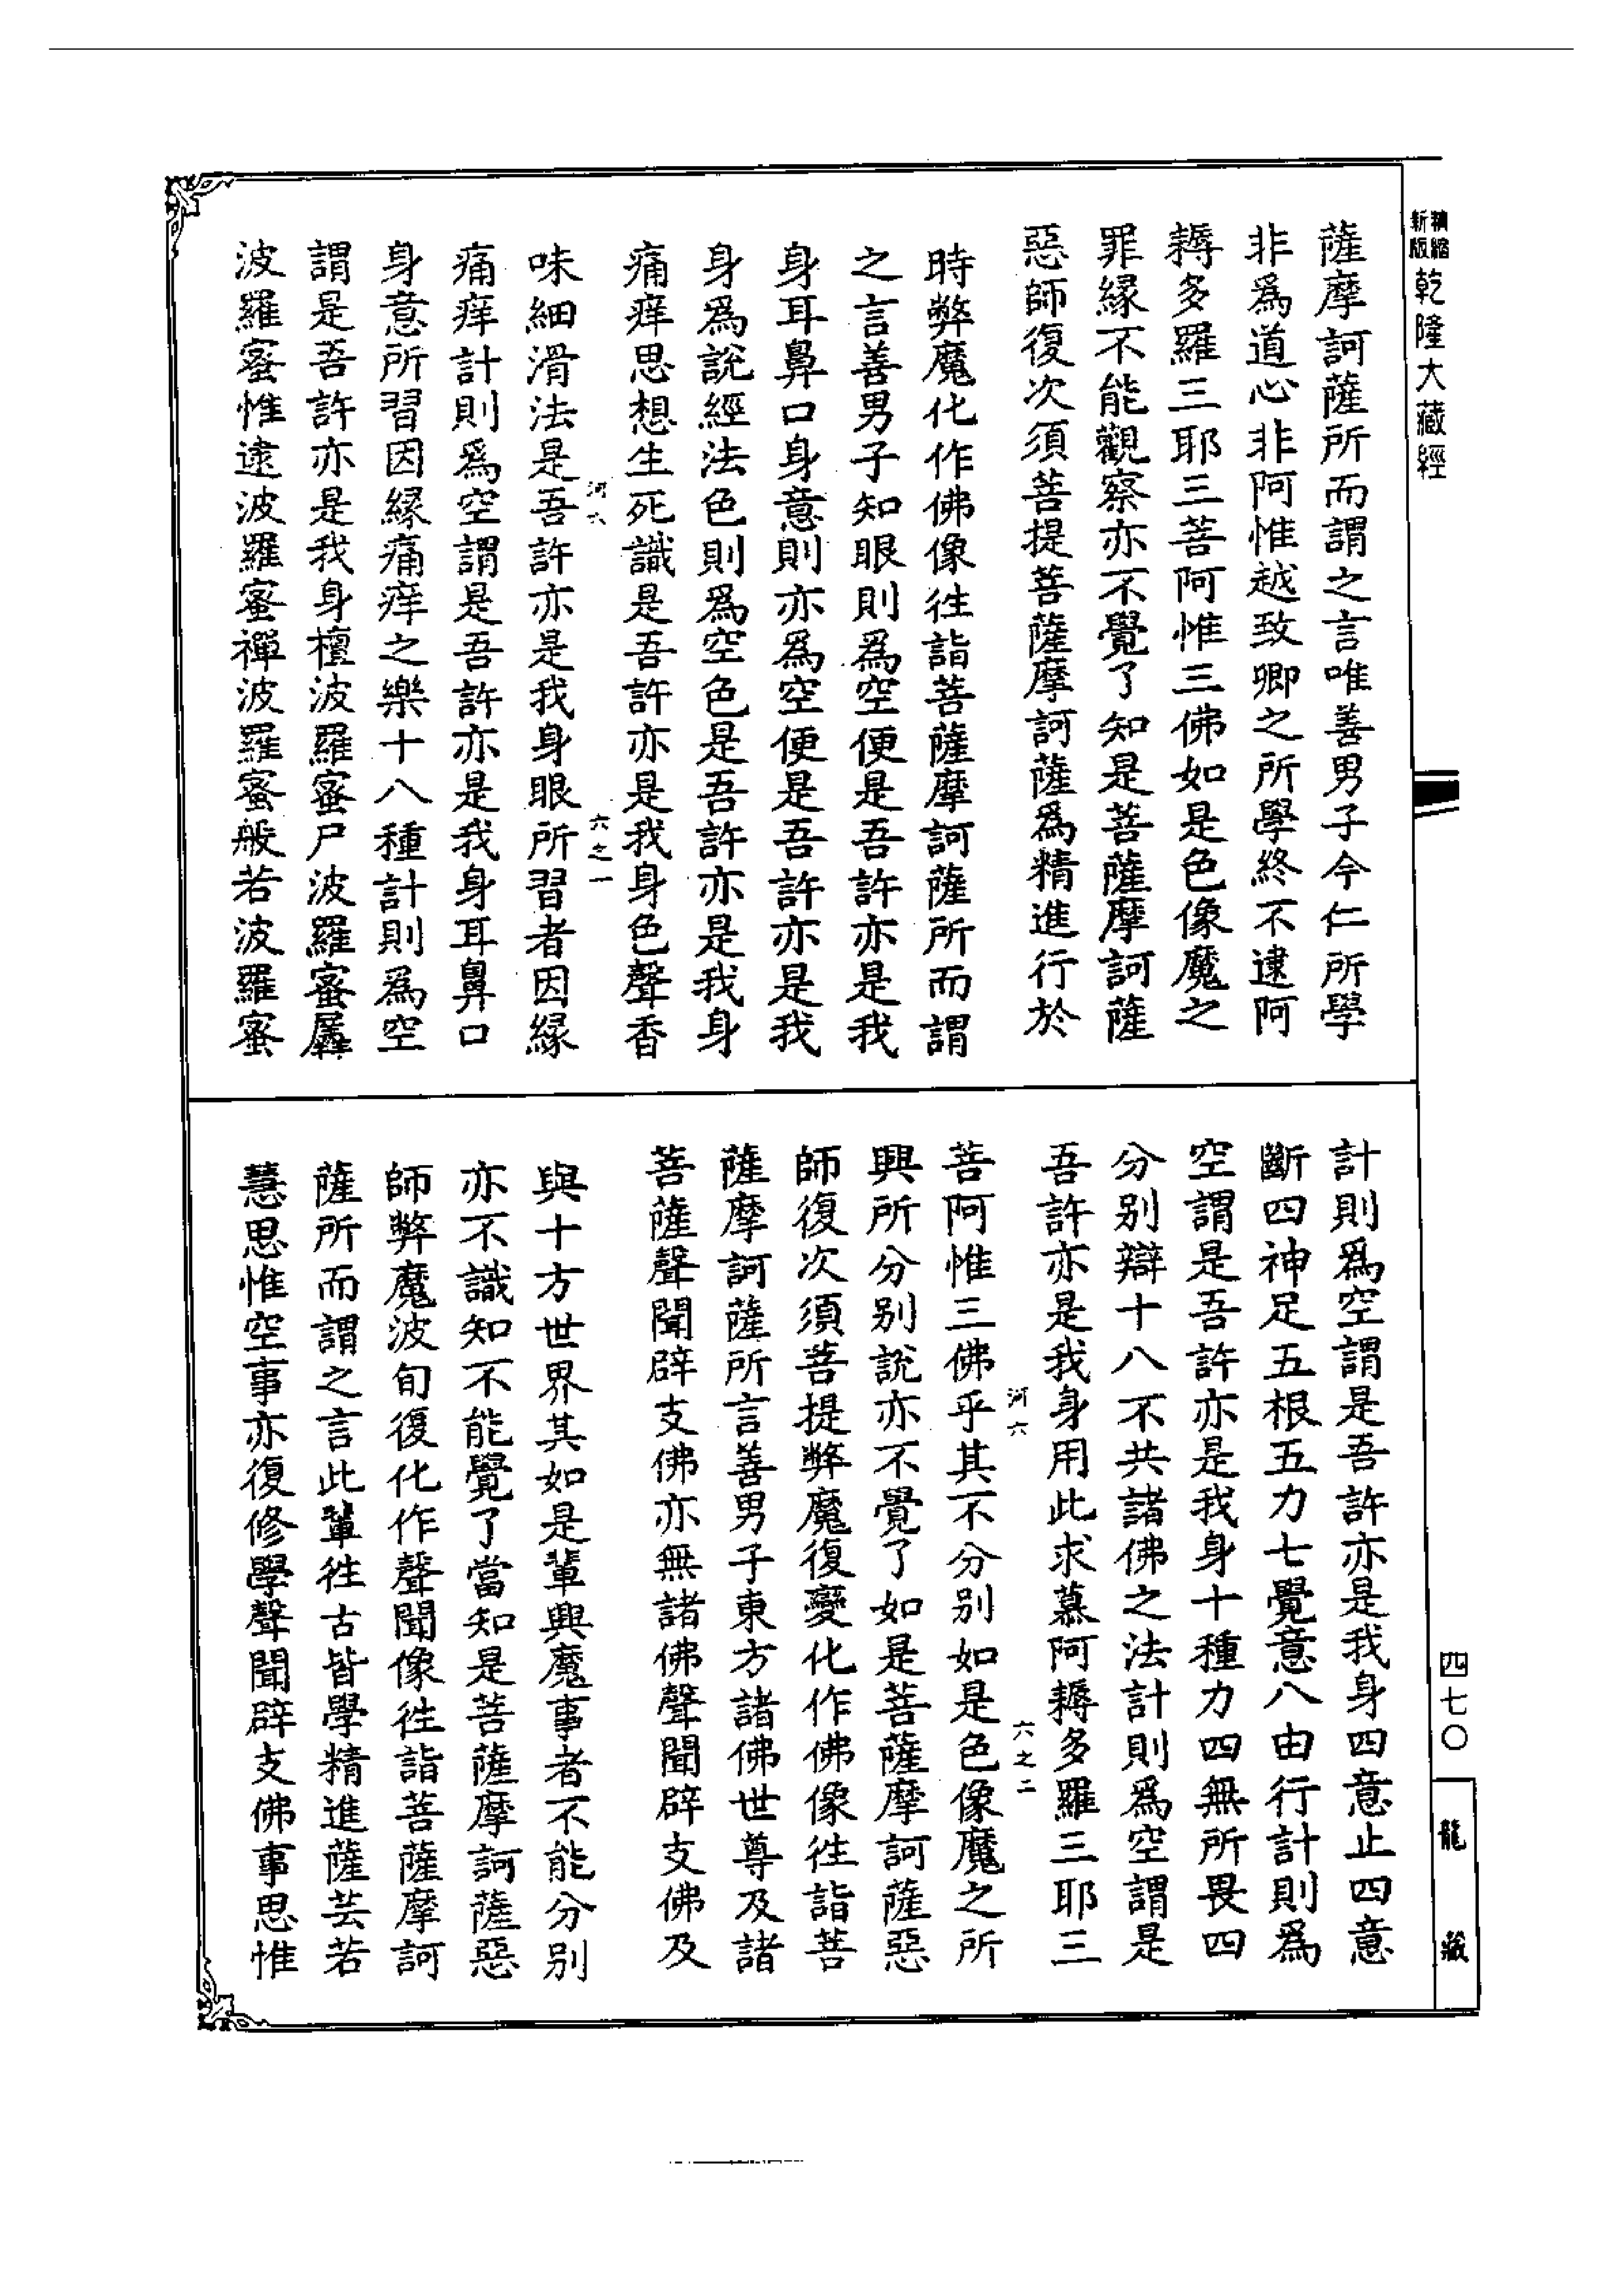 精縮新版乾隆大藏經
薩摩訶薩所而謂之言唯善男子今仁所學
非爲道心非阿惟越致卿之所學終不逮阿
耨多羅三耶三菩阿惟三佛如是色像魔之
罪緣不能觀察亦不覺了知是菩薩摩訶薩
惡師復次須菩提菩薩摩訶薩爲精進行於
時弊魔化作佛像往詣菩薩摩訶薩所而謂
之言善男子知眼則爲空便是吾許亦是我
身耳鼻口身意則亦爲空便是吾許亦是我
身爲說經法色則爲空色是吾許亦是我身
痛痒思想生死識是吾許亦是我身色聲香
河六 六之一
味細滑法是吾許亦是我身眼所習者因緣
痛痒計則爲空謂是吾許亦是我身耳鼻口
身意所習因緣痛痒之樂十八種計則爲空
謂是吾許亦是我身檀波羅蜜尸波羅蜜羼
波羅蜜惟逮波羅蜜禪波羅蜜般若波羅蜜
計則爲空謂是吾許亦是我身四意止四意
斷四神足五根五力七覺意八由行計則爲
空謂是吾許亦是我身十種力四無所畏四
分別辯十八不共諸佛之法計則爲空謂是
吾許亦是我身用此求慕阿耨多羅三耶三
河六 六之二
菩阿惟三佛乎其不分別如是色像魔之所
興所分別說亦不覺了如是菩薩摩訶薩惡
師復次須菩提弊魔復變化作佛像往詣菩
薩摩訶薩所言善男子東方諸佛世尊及諸
菩薩聲聞辟支佛亦無諸佛聲聞辟支佛及
與十方世界其如是輩興魔事者不能分別
亦不識知不能覺了當知是菩薩摩訶薩惡
師弊魔波旬復化作聲聞像往詣菩薩摩訶
薩所而謂之言此輩往古皆學精進薩芸若
慧思惟空事亦復修學聲聞辟支佛事思惟
四七〇
龍藏